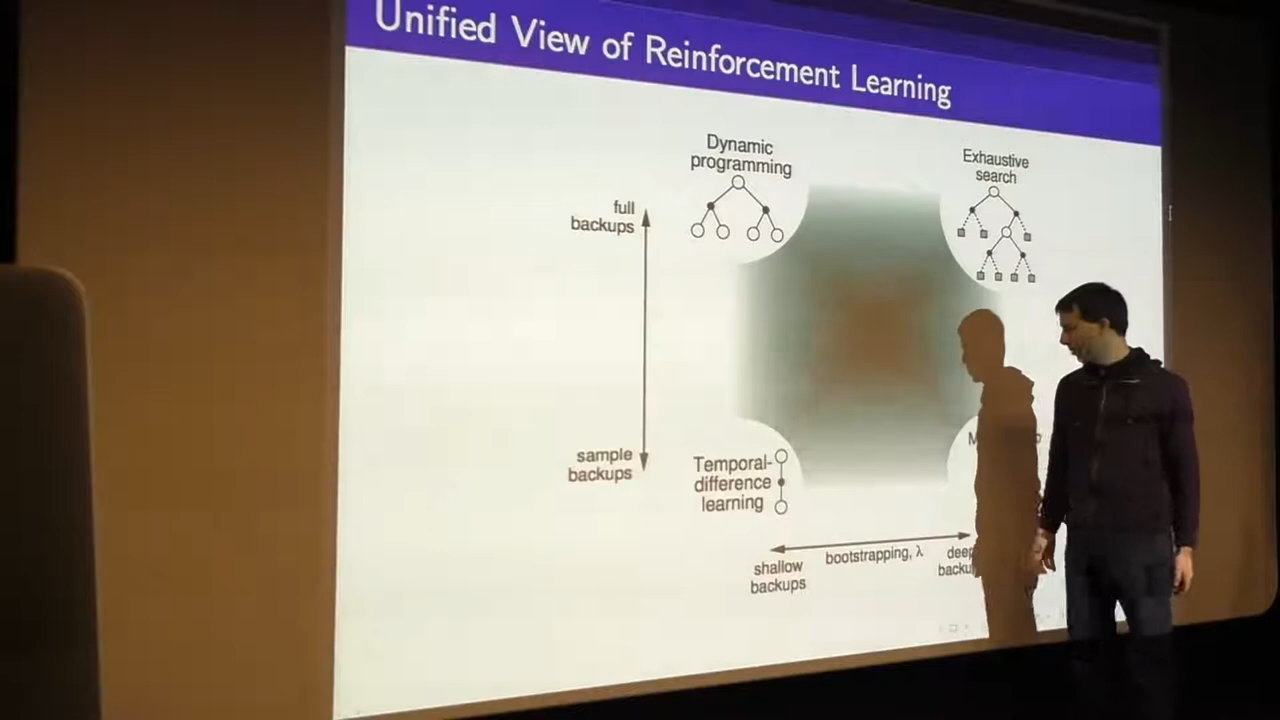 Unified View of Reinforcement Learning
Dynamic
programming
Exhaustive
search
full
backups
sample
backups
Temporal-
difference
learning
bootstrapping, λ
shallow
backups